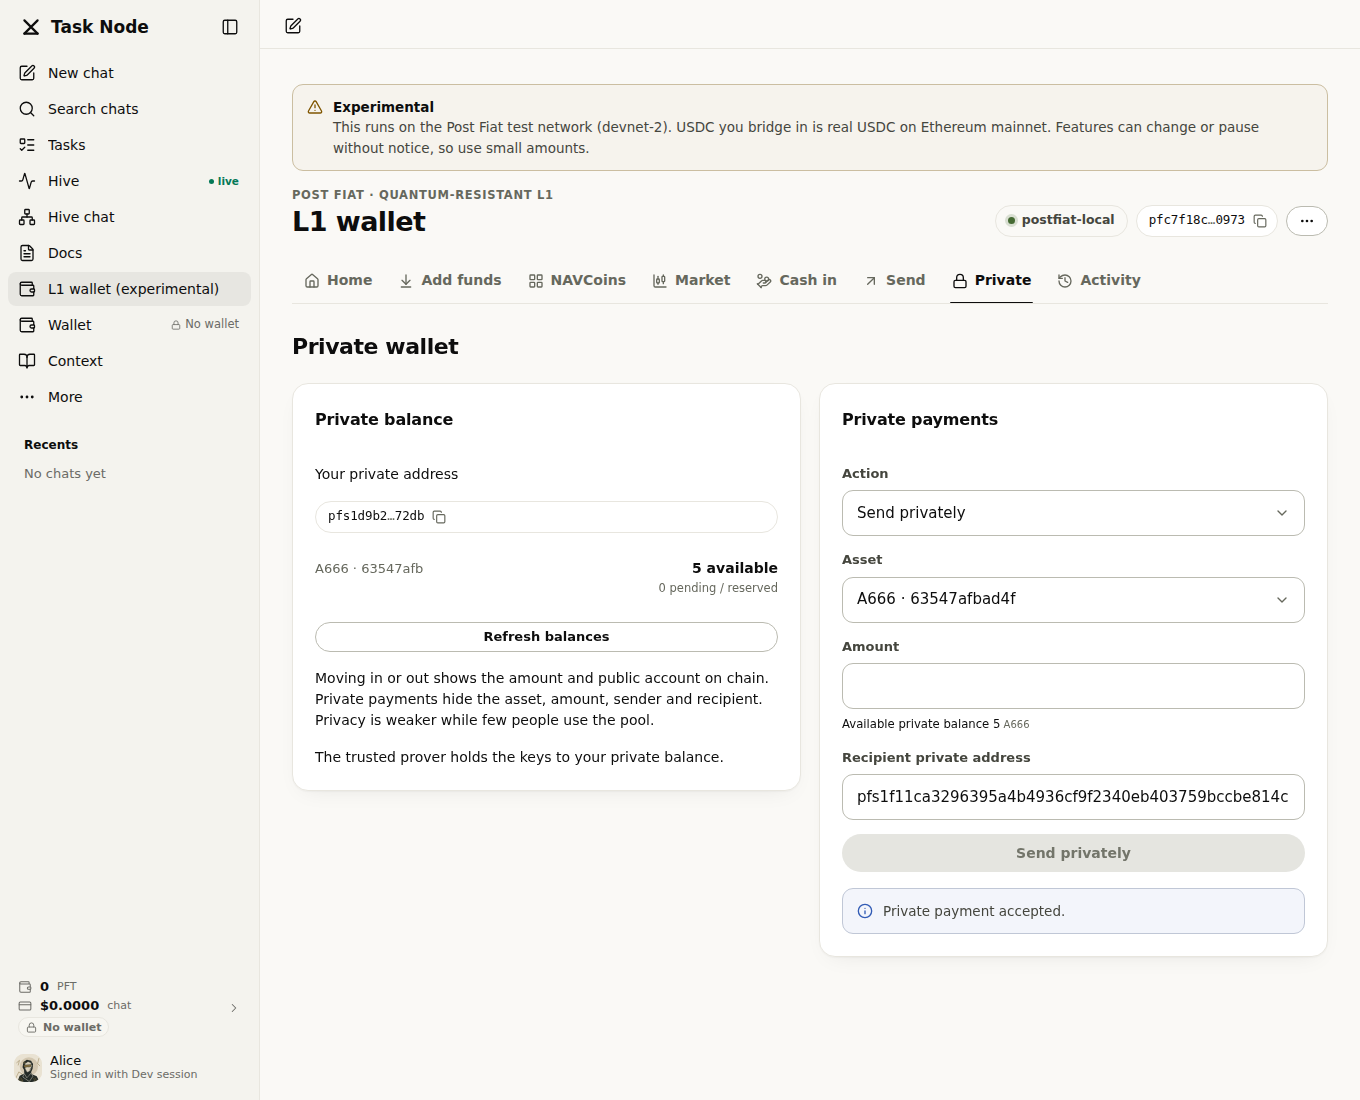 Task Node
New chat
Search chats
Tasks
Hive
live
Hive chat
Docs
L1 wallet (experimental)
Wallet
No wallet
Context
More
Recents
No chats yet
0 PFT
$0.0000 chat
No wallet
Alice
Signed in with Dev session
Experimental
This runs on the Post Fiat test network (devnet-2). USDC you bridge in is real USDC on Ethereum mainnet. Features can change or pause
without notice, so use small amounts.
POST FIAT · QUANTUM-RESISTANT L1
L1 wallet
postfiat-local
pfc7f18c…0973
Home
Add funds
NAVCoins
Market
Cash in
Send
Private
Activity
Private wallet
Private balance
Your private address
pfs1d9b2…72db
A666 · 63547afb
5 available
0 pending / reserved
Refresh balances
Moving in or out shows the amount and public account on chain.
Private payments hide the asset, amount, sender and recipient.
Privacy is weaker while few people use the pool.
The trusted prover holds the keys to your private balance.
Private payments
Action
Send privately
Asset
A666 · 63547afbad4f
Amount
Available private balance 5 A666
Recipient private address
pfs1f11ca3296395a4b4936cf9f2340eb403759bccbe814c
Send privately
Private payment accepted.